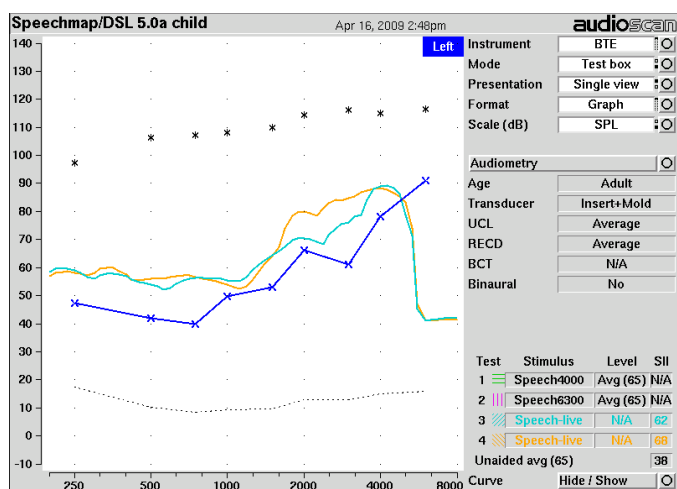 Speechmap/DSL 5.0a child
Apr 16, 2009 2:48pm
audioscan
Left
Instrument BTE
Mode Test box
Presentation Single view
Format Graph
Scale (dB) SPL
Audiometry
Age Adult
Transducer Insert+Mold
UCL Average
RECD Average
BCT N/A
Binaural No
Test Stimulus Level SII
1 Speech4000 Avg (65) N/A
2 Speech6300 Avg (65) N/A
3 Speech-live N/A 62
4 Speech-live N/A 68
Unaided avg (65) 38
Curve Hide / Show
140
130
120
110
100
90
80
70
60
50
40
30
20
10
0
-10
250 500 1000 2000 4000 8000